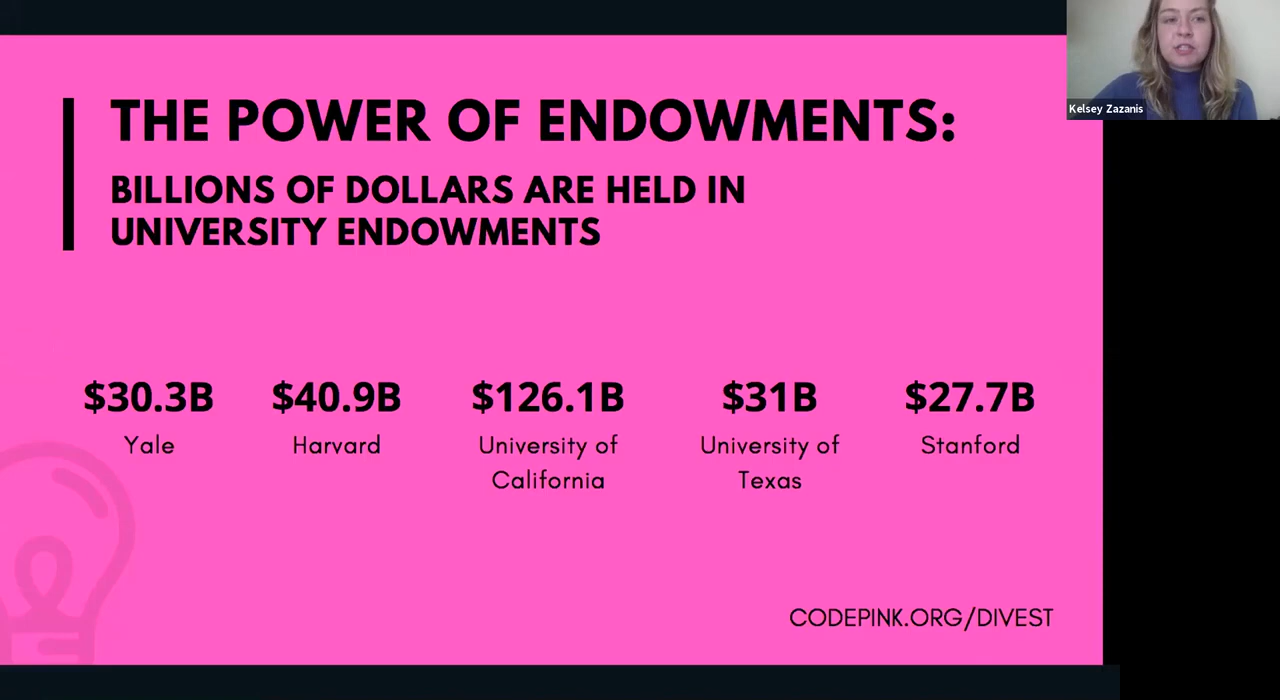 THE POWER OF ENDOWMENTS:
BILLIONS OF DOLLARS ARE HELD IN
UNIVERSITY ENDOWMENTS
$30.3B
Yale
$40.9B
Harvard
$126.1B
University of
California
$31B
University of
Texas
$27.7B
Stanford
CODEPINK.ORG/DIVEST
Kelsey Zazanis